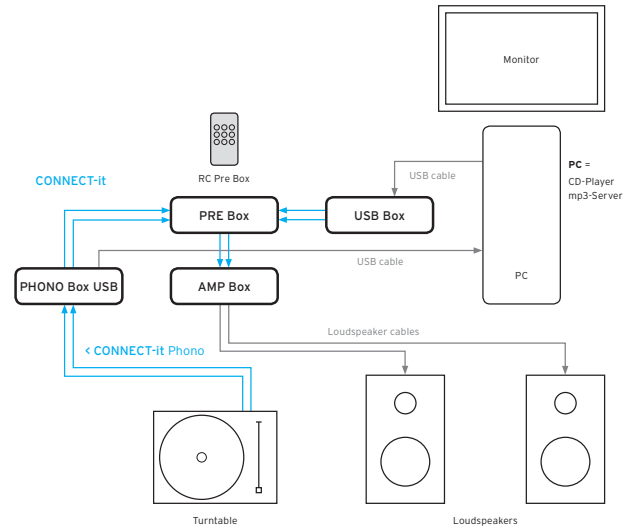 Monitor
RC Pre Box
USB cable
PC =
CD-Player
mp3-Server
CONNECT-it
PRE Box
USB Box
USB cable
PC
PHONO Box USB
AMP Box
Loudspeaker cables
< CONNECT-it Phono
Turntable
Loudspeakers